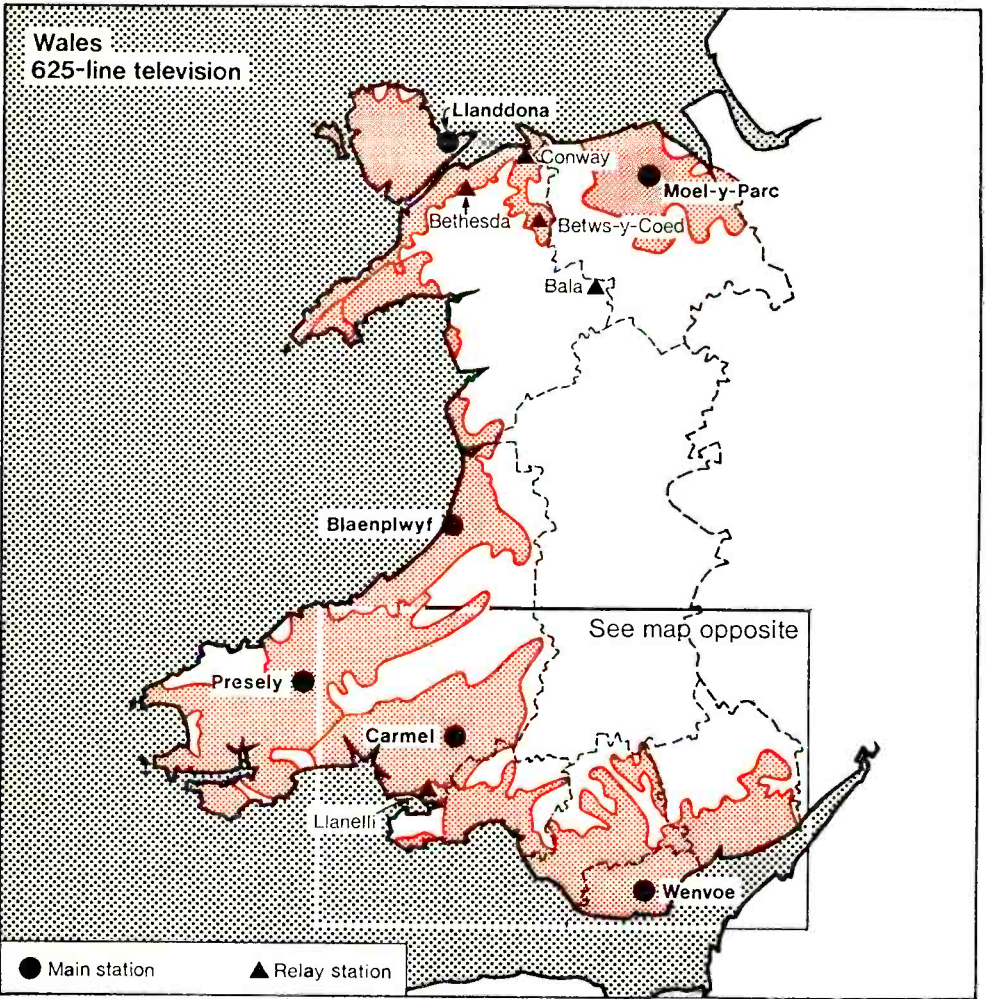 Wales
625-line television
Llanddona
Conway
Moel-y-Parc
Bethesda
Betws-y-Coed
Bala
Blaenplwyf
See map opposite
Presely
Carmel
Llanelli
Wenvoe
Main station
Relay station